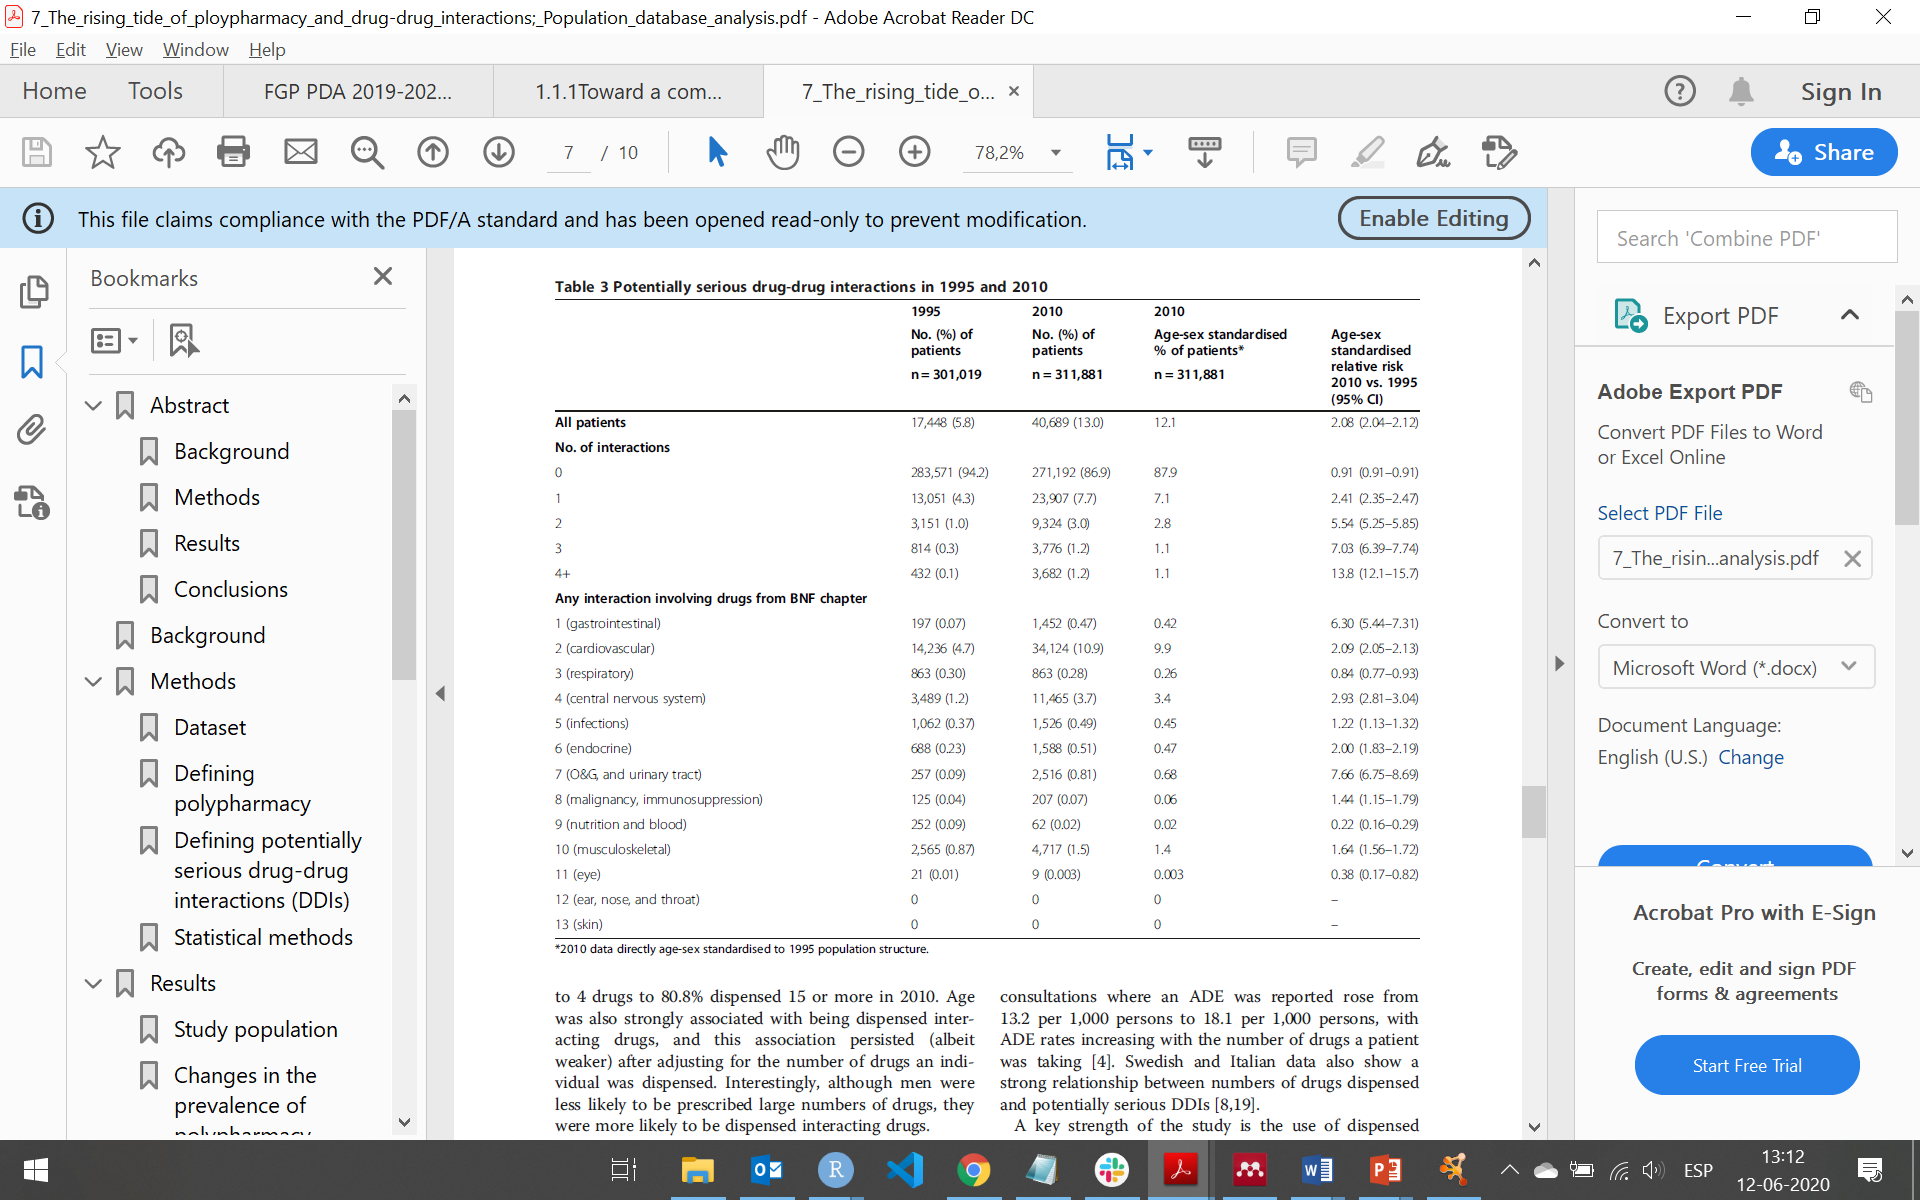 7_The_rising_tide_of_ploypharmacy_and_drug-drug_interactions;_Population_database_analysis.pdf - Adobe Acrobat Reader DC
File Edit View Window Help
Home Tools FGP PDA 2019-202... 1.1.1Toward a com... 7_The_rising_tide_o... × Sign In
7 / 10 78,2% Share
This file claims compliance with the PDF/A standard and has been opened read-only to prevent modification. Enable Editing
Bookmarks
Abstract
Background
Methods
Results
Conclusions
Background
Methods
Dataset
Defining
polypharmacy
Defining potentially
serious drug-drug
interactions (DDIs)
Statistical methods
Results
Study population
Changes in the
prevalence of
polypharmacy
Table 3 Potentially serious drug-drug interactions in 1995 and 2010
1995 2010 2010
No. (%) of No. (%) of Age-sex standardised Age-sex
patients patients % of patients* standardised
relative risk
n = 301,019 n = 311,881 n = 311,881 2010 vs. 1995
(95% CI)
All patients 17,448 (5.8) 40,689 (13.0) 12.1 2.08 (2.04–2.12)
No. of interactions
0 283,571 (94.2) 271,192 (86.9) 87.9 0.91 (0.91–0.91)
1 13,051 (4.3) 23,907 (7.7) 7.1 2.41 (2.35–2.47)
2 3,151 (1.0) 9,324 (3.0) 2.8 5.54 (5.25–5.85)
3 814 (0.3) 3,776 (1.2) 1.1 7.03 (6.39–7.74)
4+ 432 (0.1) 3,682 (1.2) 1.1 13.8 (12.1–15.7)
Any interaction involving drugs from BNF chapter
1 (gastrointestinal) 197 (0.07) 1,452 (0.47) 0.42 6.30 (5.44–7.31)
2 (cardiovascular) 14,236 (4.7) 34,124 (10.9) 9.9 2.09 (2.05–2.13)
3 (respiratory) 863 (0.30) 863 (0.28) 0.26 0.84 (0.77–0.93)
4 (central nervous system) 3,489 (1.2) 11,465 (3.7) 3.4 2.93 (2.81–3.04)
5 (infections) 1,062 (0.37) 1,526 (0.49) 0.45 1.22 (1.13–1.32)
6 (endocrine) 688 (0.23) 1,588 (0.51) 0.47 2.00 (1.83–2.19)
7 (O&G, and urinary tract) 257 (0.09) 2,516 (0.81) 0.68 7.66 (6.75–8.69)
8 (malignancy, immunosuppression) 125 (0.04) 207 (0.07) 0.06 1.44 (1.15–1.79)
9 (nutrition and blood) 252 (0.09) 62 (0.02) 0.02 0.22 (0.16–0.29)
10 (musculoskeletal) 2,565 (0.87) 4,717 (1.5) 1.4 1.64 (1.56–1.72)
11 (eye) 21 (0.01) 9 (0.003) 0.003 0.38 (0.17–0.82)
12 (ear, nose, and throat) 0 0 0 –
13 (skin) 0 0 0 –
*2010 data directly age-sex standardised to 1995 population structure.
to 4 drugs to 80.8% dispensed 15 or more in 2010. Age
was also strongly associated with being dispensed inter-
acting drugs, and this association persisted (albeit
weaker) after adjusting for the number of drugs an indi-
vidual was dispensed. Interestingly, although men were
less likely to be prescribed large numbers of drugs, they
were more likely to be dispensed interacting drugs.
consultations where an ADE was reported rose from
13.2 per 1,000 persons to 18.1 per 1,000 persons, with
ADE rates increasing with the number of drugs a patient
was taking [4]. Swedish and Italian data also show a
strong relationship between numbers of drugs dispensed
and potentially serious DDIs [8,19].
A key strength of the study is the use of dispensed
Search 'Combine PDF'
Export PDF
Adobe Export PDF
Convert PDF Files to Word
or Excel Online
Select PDF File
7_The_risin...analysis.pdf
Convert to
Microsoft Word (*.docx)
Document Language:
English (U.S.) Change
Convert
Acrobat Pro with E-Sign
Create, edit and sign PDF
forms & agreements
Start Free Trial
ESP 13:12
12-06-2020